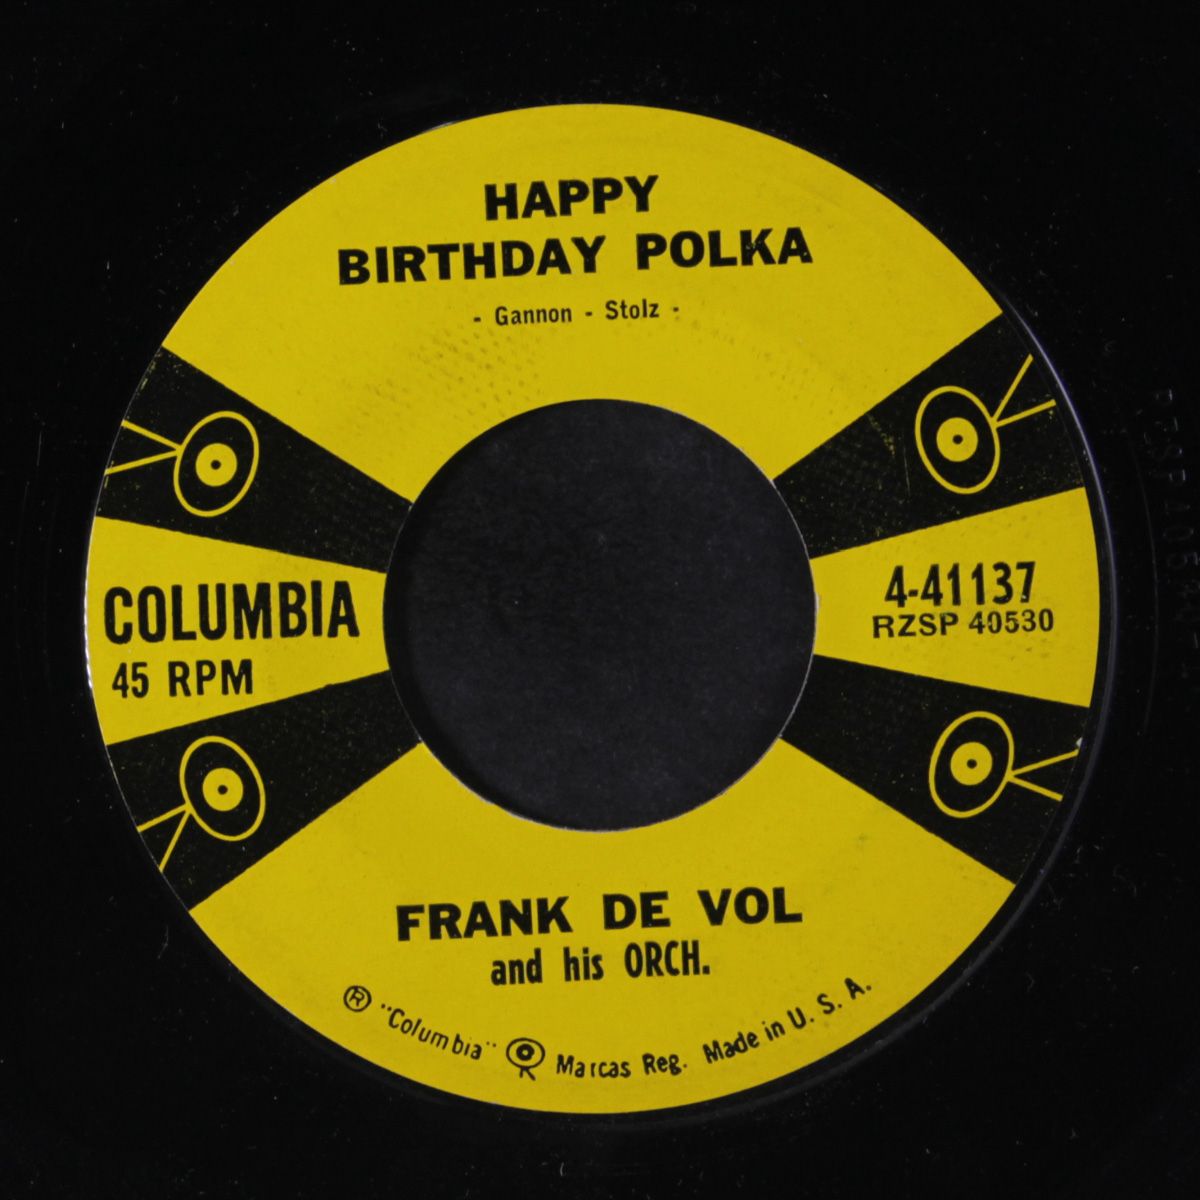 HAPPY
BIRTHDAY POLKA
- Gannon - Stolz -
COLUMBIA
45 RPM
4-41137
RZSP 40530
FRANK DE VOL
and his ORCH.
® "Columbia" Marcas Reg. Made in U. S. A.